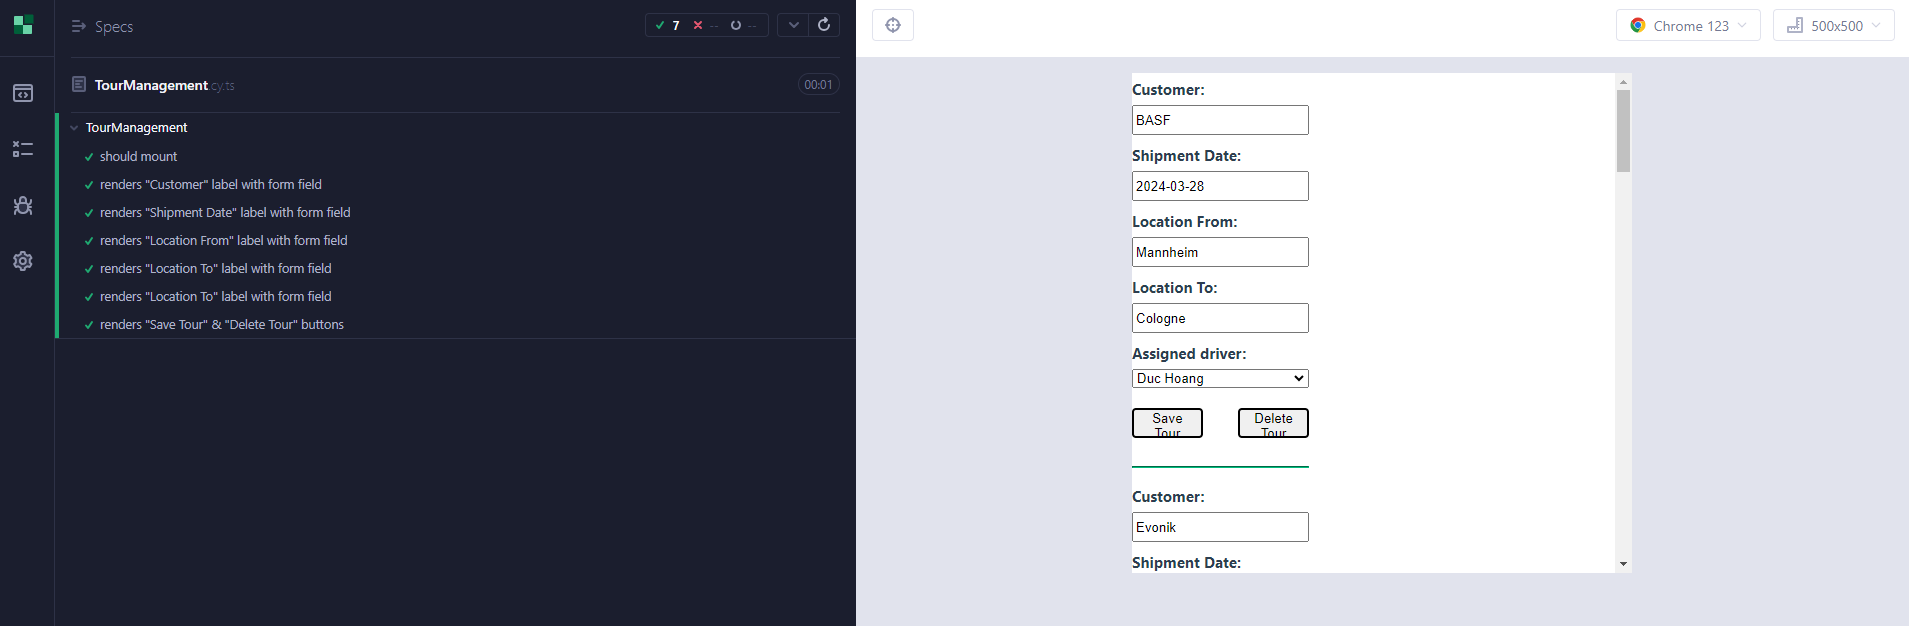 Specs
7 -- --
TourManagement.cy.ts
00:01
TourManagement
should mount
renders "Customer" label with form field
renders "Shipment Date" label with form field
renders "Location From" label with form field
renders "Location To" label with form field
renders "Location To" label with form field
renders "Save Tour" & "Delete Tour" buttons
Chrome 123
500x500
Customer:
BASF
Shipment Date:
2024-03-28
Location From:
Mannheim
Location To:
Cologne
Assigned driver:
Duc Hoang
Save Tour
Delete Tour
Customer:
Evonik
Shipment Date: